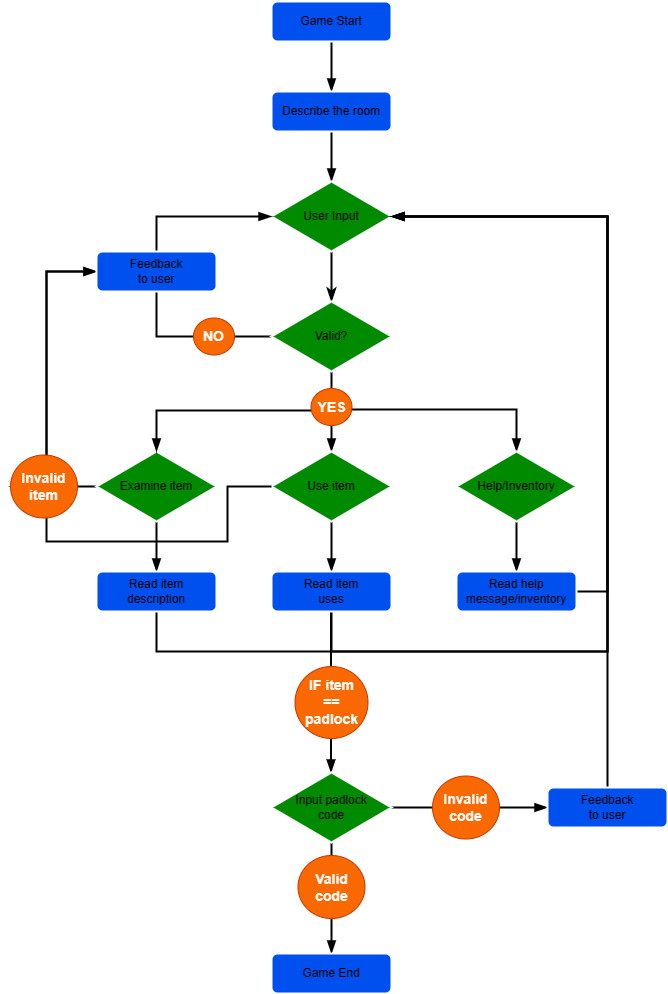 Game Start
Describe the room
User Input
Feedback
to user
NO
Valid?
YES
Invalid
item
Examine item
Use item
Help/Inventory
Read item
description
Read item
uses
Read help
message/inventory
IF item
==
padlock
Input padlock
code
Invalid
code
Feedback
to user
Valid
code
Game End